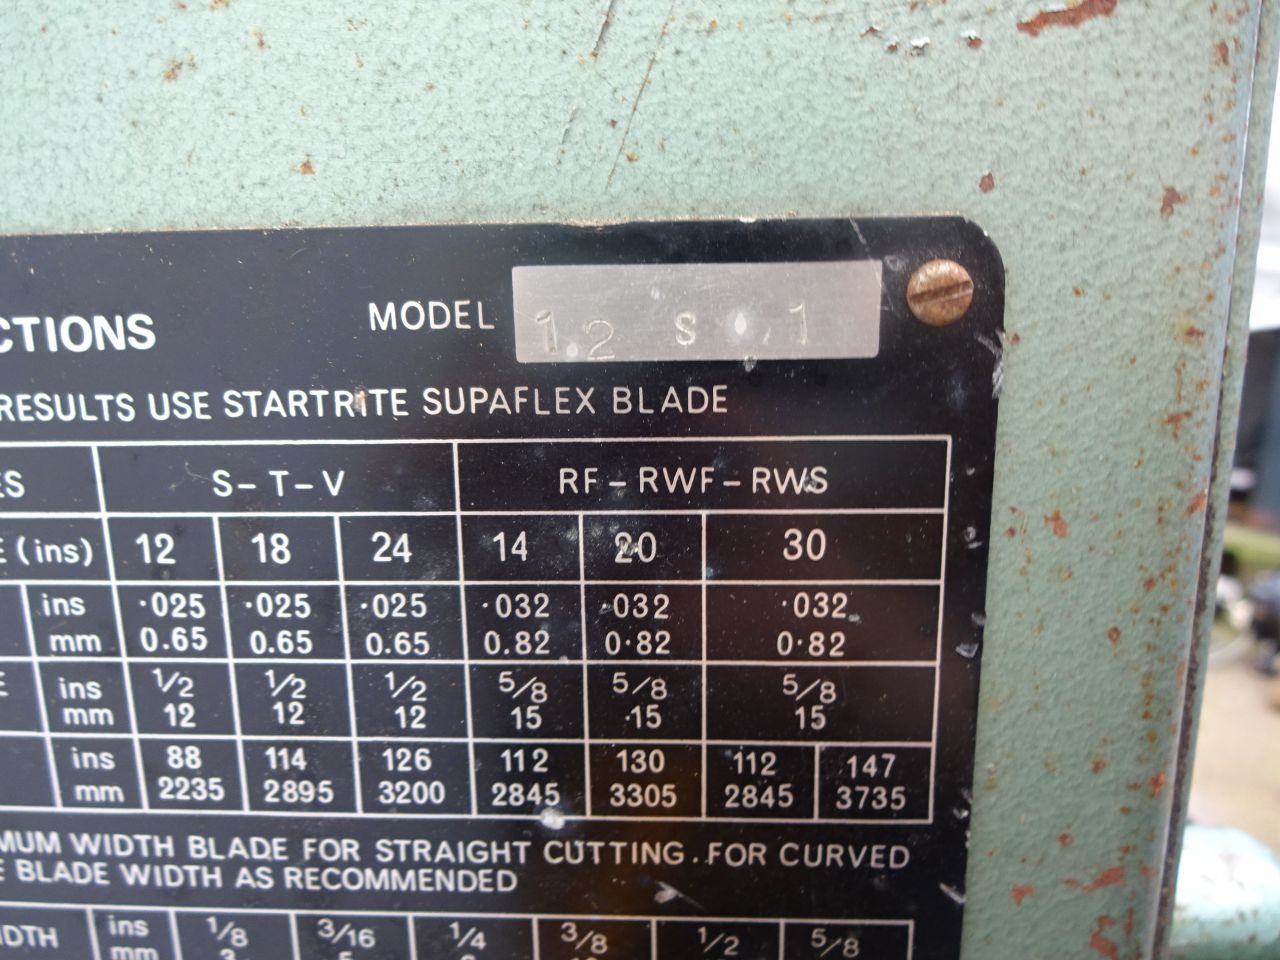 CTIONS MODEL 12 S 1
RESULTS USE STARTRITE SUPAFLEX BLADE
ES S-T-V RF-RWF-RWS
E (ins) 12 18 24 14 20 30
ins ·025 ·025 ·025 ·032 ·032 ·032
mm 0.65 0.65 0.65 0.82 0·82 0·82
E ins 1/2 1/2 1/2 5/8 5/8 5/8
mm 12 12 12 15 15 15
ins 88 114 126 112 130 112 147
mm 2235 2895 3200 2845 3305 2845 3735
MUM WIDTH BLADE FOR STRAIGHT CUTTING. FOR CURVED
E BLADE WIDTH AS RECOMMENDED
IDTH ins 1/8 3/16 1/4 3/8 1/2 5/8
mm 3